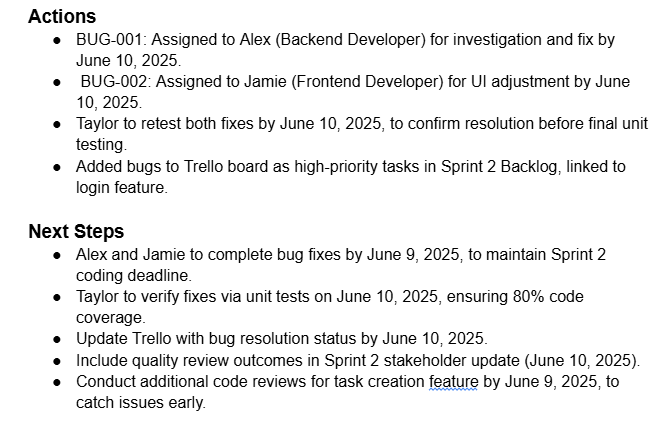 Actions
● BUG-001: Assigned to Alex (Backend Developer) for investigation and fix by
June 10, 2025.
● BUG-002: Assigned to Jamie (Frontend Developer) for UI adjustment by June
10, 2025.
● Taylor to retest both fixes by June 10, 2025, to confirm resolution before final unit
testing.
● Added bugs to Trello board as high-priority tasks in Sprint 2 Backlog, linked to
login feature.
Next Steps
● Alex and Jamie to complete bug fixes by June 9, 2025, to maintain Sprint 2
coding deadline.
● Taylor to verify fixes via unit tests on June 10, 2025, ensuring 80% code
coverage.
● Update Trello with bug resolution status by June 10, 2025.
● Include quality review outcomes in Sprint 2 stakeholder update (June 10, 2025).
● Conduct additional code reviews for task creation feature by June 9, 2025, to
catch issues early.